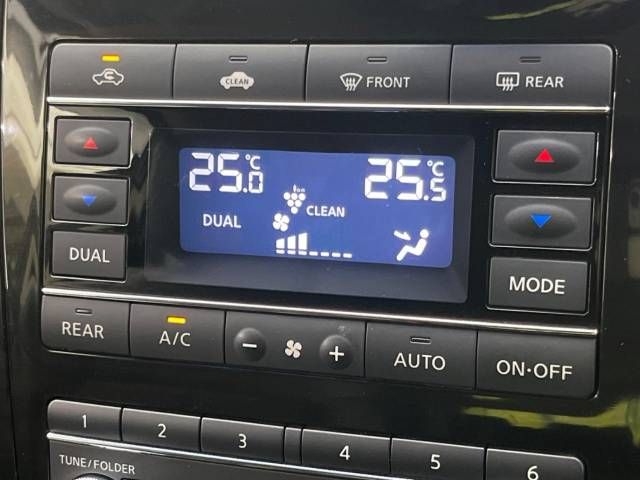 CLEAN
FRONT
REAR
25.0°C
25.5°C
DUAL
CLEAN
DUAL
MODE
REAR
A/C
− +
AUTO
ON·OFF
1 2 3 4 5 6
TUNE/FOLDER